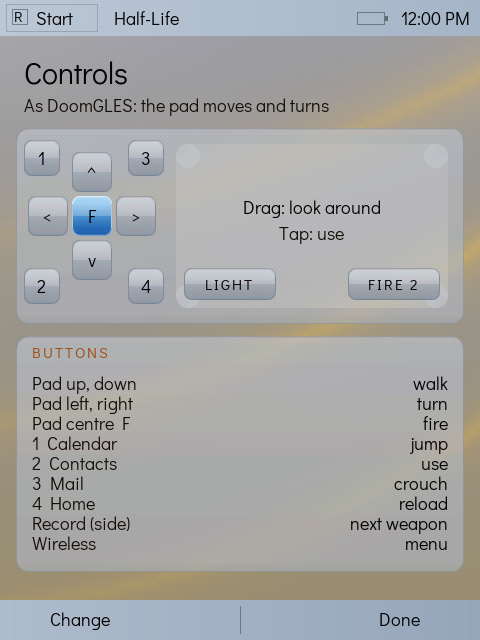 R Start Half-Life 12:00 PM
Controls
As DoomGLES: the pad moves and turns
1 ^ 3
< F >
v
2 4
Drag: look around
Tap: use
LIGHT FIRE 2
BUTTONS
Pad up, down walk
Pad left, right turn
Pad centre F fire
1 Calendar jump
2 Contacts use
3 Mail crouch
4 Home reload
Record (side) next weapon
Wireless menu
Change Done